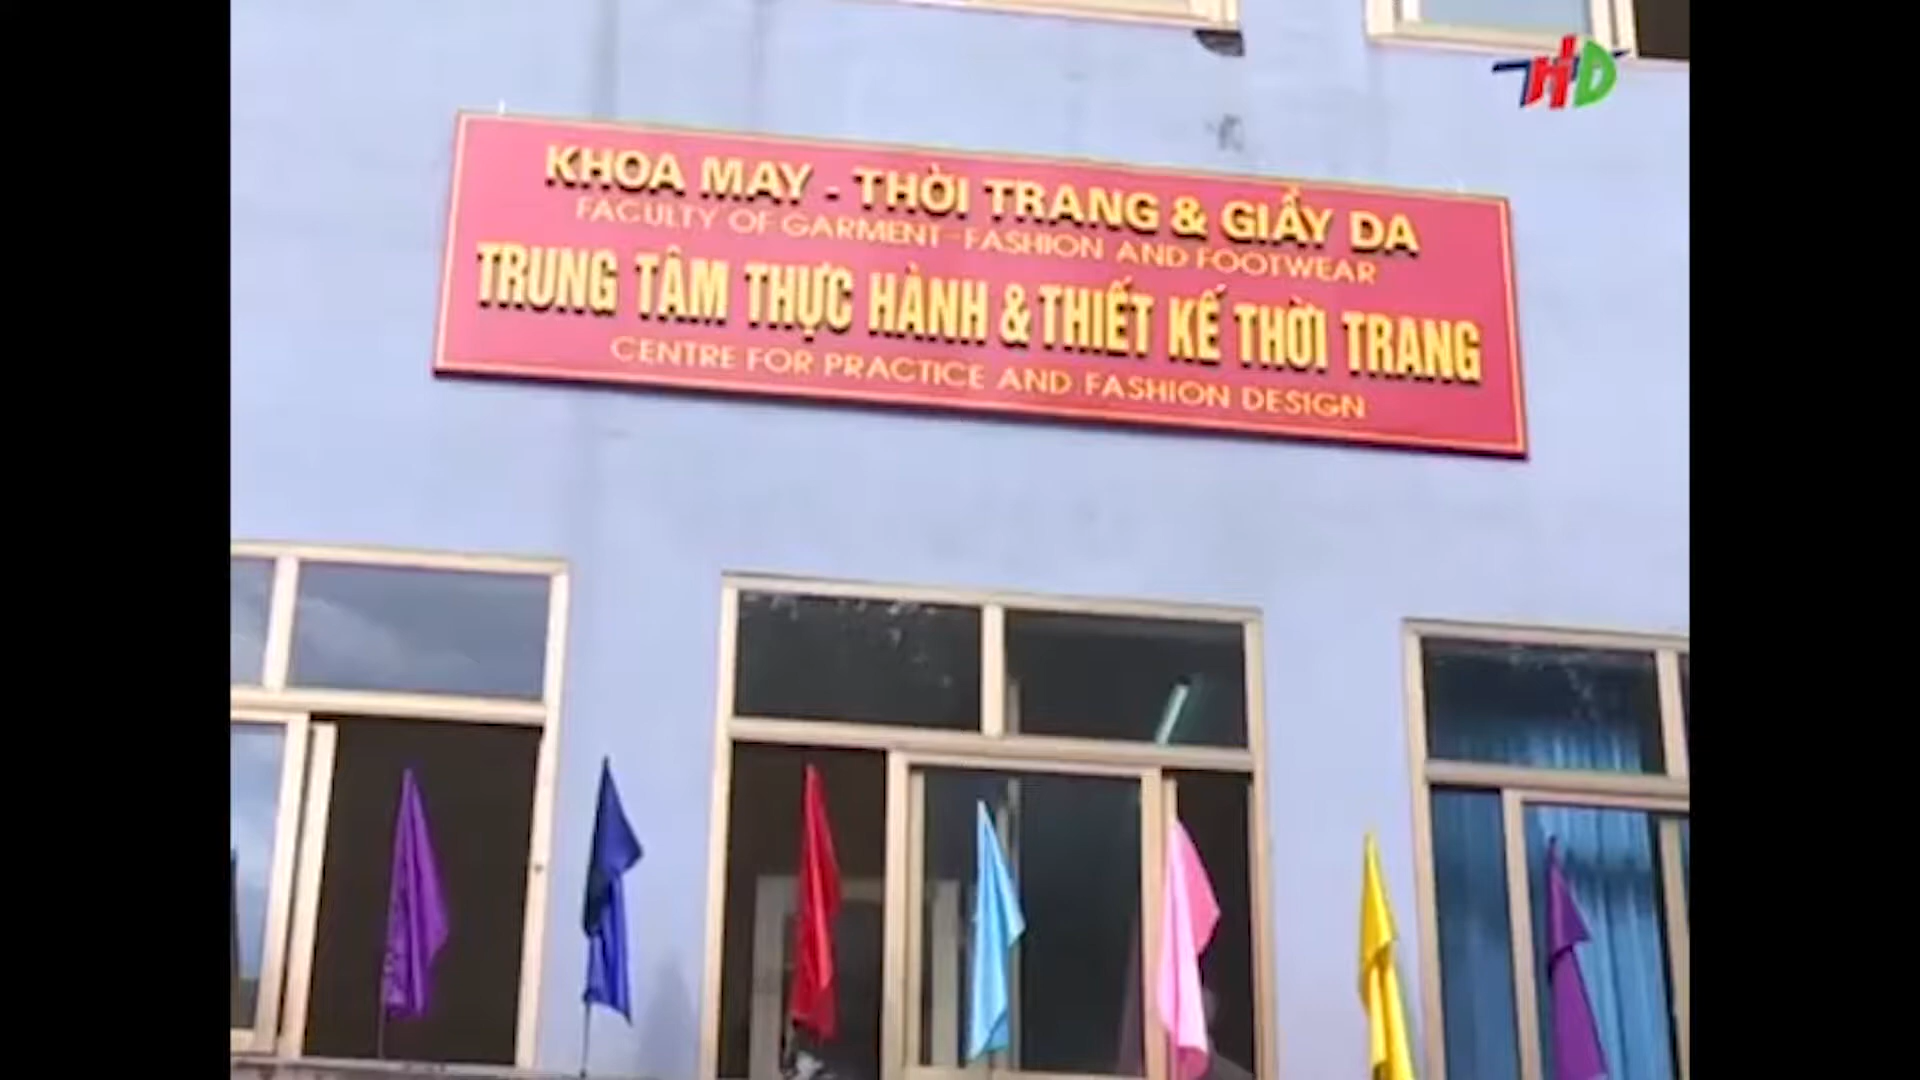 THD
KHOA MAY - THỜI TRANG & GIẦY DA
FACULTY OF GARMENT-FASHION AND FOOTWEAR
TRUNG TÂM THỰC HÀNH & THIẾT KẾ THỜI TRANG
CENTRE FOR PRACTICE AND FASHION DESIGN